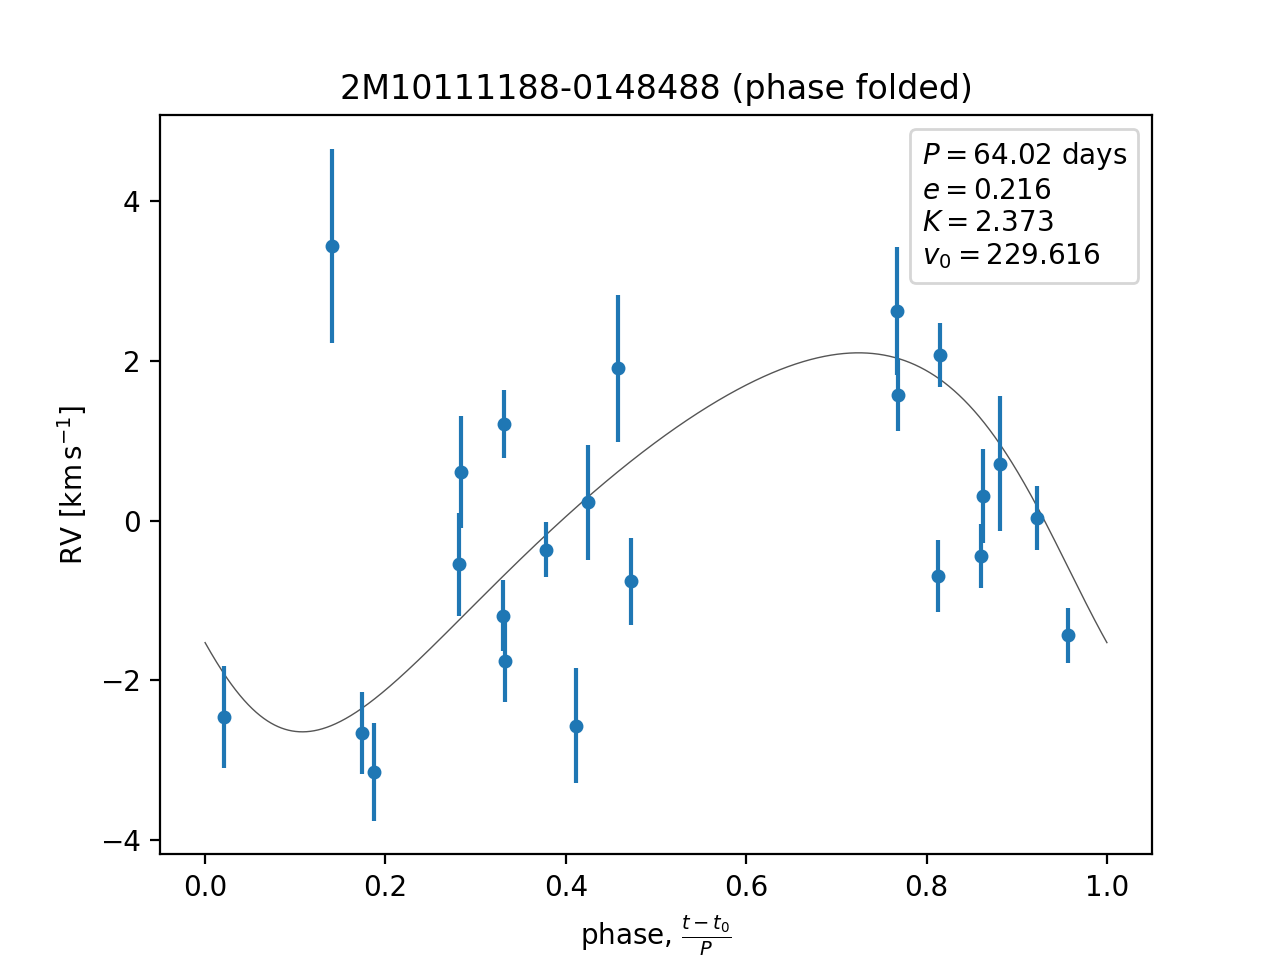 2M10111188-0148488 (phase folded)
P = 64.02 days
e = 0.216
K = 2.373
v₀ = 229.616
RV [km s⁻¹]
4
2
0
−2
−4
0.0 0.2 0.4 0.6 0.8 1.0
phase, (t − t₀)/P